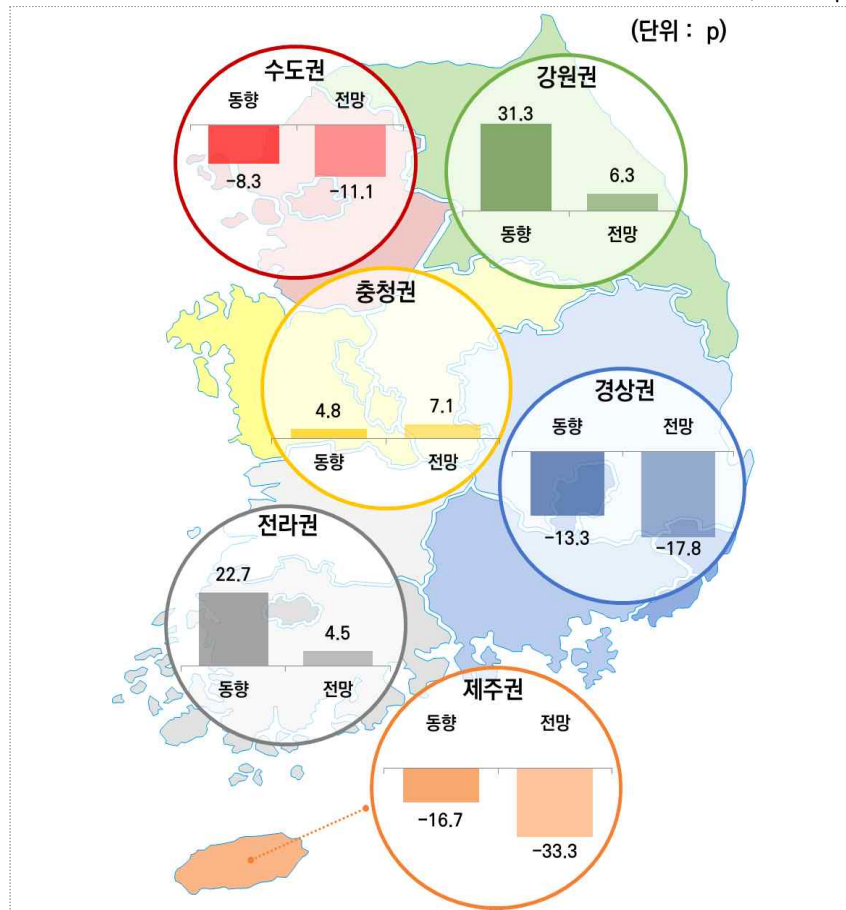 (단위 : p)
수도권
동향 전망
-8.3 -11.1
강원권
31.3 6.3
동향 전망
충청권
4.8 7.1
동향 전망
경상권
동향 전망
-13.3 -17.8
전라권
22.7 4.5
동향 전망
제주권
동향 전망
-16.7 -33.3